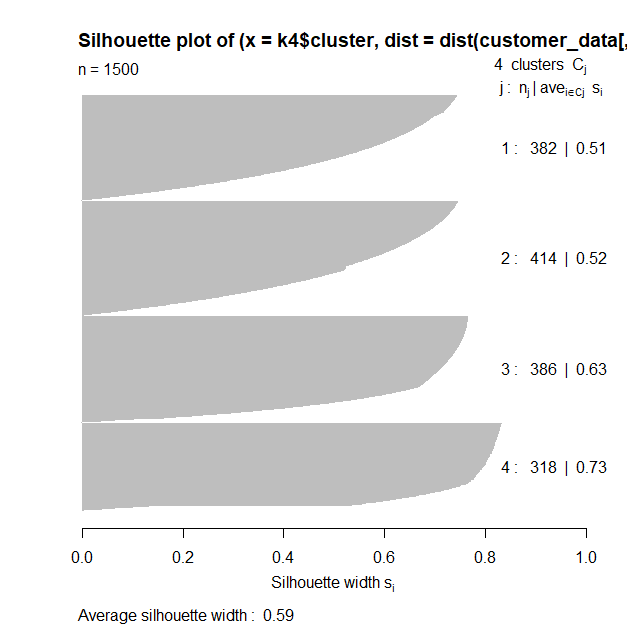 Silhouette plot of (x = k4$cluster, dist = dist(customer_data[,
n = 1500
4 clusters Cj
j : nj | avei∈Cj si
1 : 382 | 0.51
2 : 414 | 0.52
3 : 386 | 0.63
4 : 318 | 0.73
0.0 0.2 0.4 0.6 0.8 1.0
Silhouette width si
Average silhouette width : 0.59